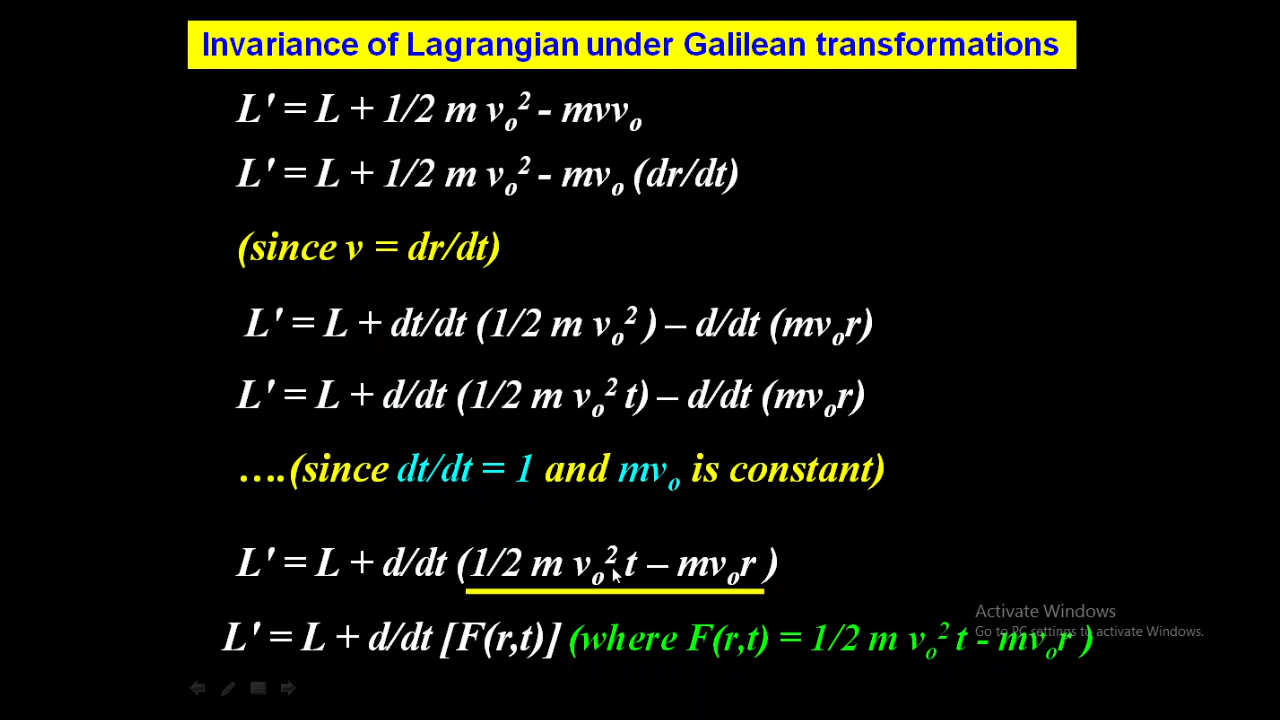 Invariance of Lagrangian under Galilean transformations
L' = L + 1/2 m vₒ² - mvvₒ
L' = L + 1/2 m vₒ² - mvₒ (dr/dt)
(since v = dr/dt)
L' = L + dt/dt (1/2 m vₒ² ) – d/dt (mvₒr)
L' = L + d/dt (1/2 m vₒ² t) – d/dt (mvₒr)
….(since dt/dt = 1 and mvₒ is constant)
L' = L + d/dt (1/2 m vₒ² t – mvₒr )
L' = L + d/dt [F(r,t)] (where F(r,t) = 1/2 m vₒ² t - mvₒr )
Activate Windows
Go to PC settings to activate Windows.